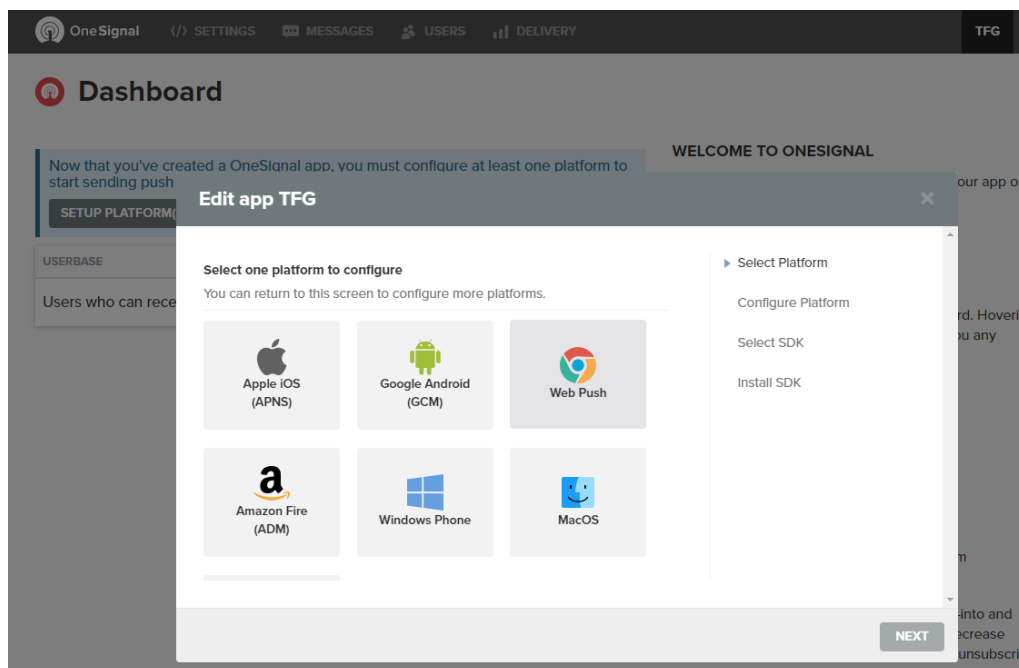 OneSignal
</> SETTINGS
MESSAGES
USERS
DELIVERY
TFG
Dashboard
Now that you've created a OneSignal app, you must configure at least one platform to
start sending push
SETUP PLATFORM(
USERBASE
Users who can rece
WELCOME TO ONESIGNAL
our app o
rd. Hoveri
ou any
m
-into and
ecrease
unsubscri
Edit app TFG
Select one platform to configure
You can return to this screen to configure more platforms.
Apple iOS
(APNS)
Google Android
(GCM)
Web Push
Amazon Fire
(ADM)
Windows Phone
MacOS
Select Platform
Configure Platform
Select SDK
Install SDK
NEXT